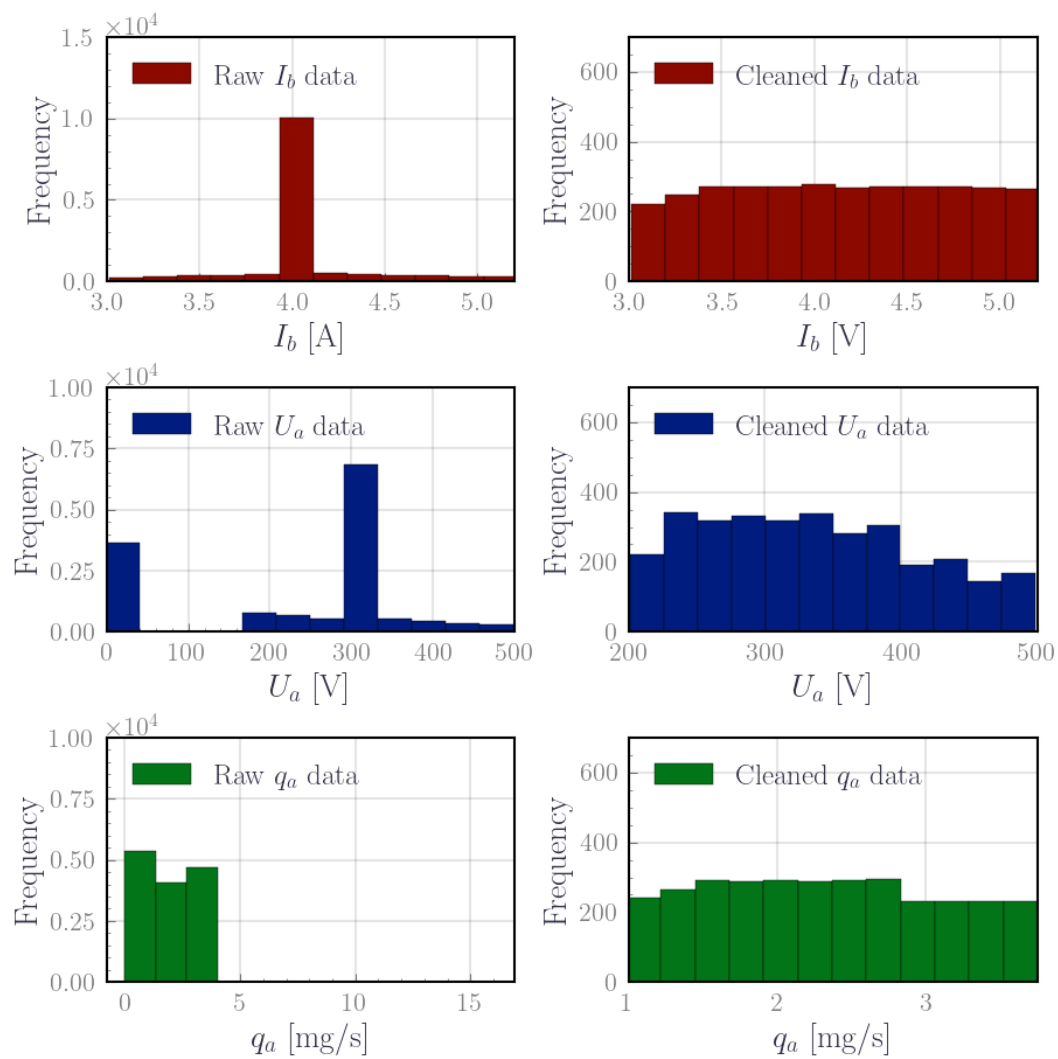 ×10⁴
1.5
1.0
0.5
0.0
Frequency
Raw I_b data
3.0 3.5 4.0 4.5 5.0
I_b [A]
600
400
200
0
Frequency
Cleaned I_b data
3.0 3.5 4.0 4.5 5.0
I_b [V]
×10⁴
1.00
0.75
0.50
0.25
0.00
Frequency
Raw U_a data
0 100 200 300 400 500
U_a [V]
600
400
200
0
Frequency
Cleaned U_a data
200 300 400 500
U_a [V]
×10⁴
1.00
0.75
0.50
0.25
0.00
Frequency
Raw q_a data
0 5 10 15
q_a [mg/s]
600
400
200
0
Frequency
Cleaned q_a data
1 2 3
q_a [mg/s]